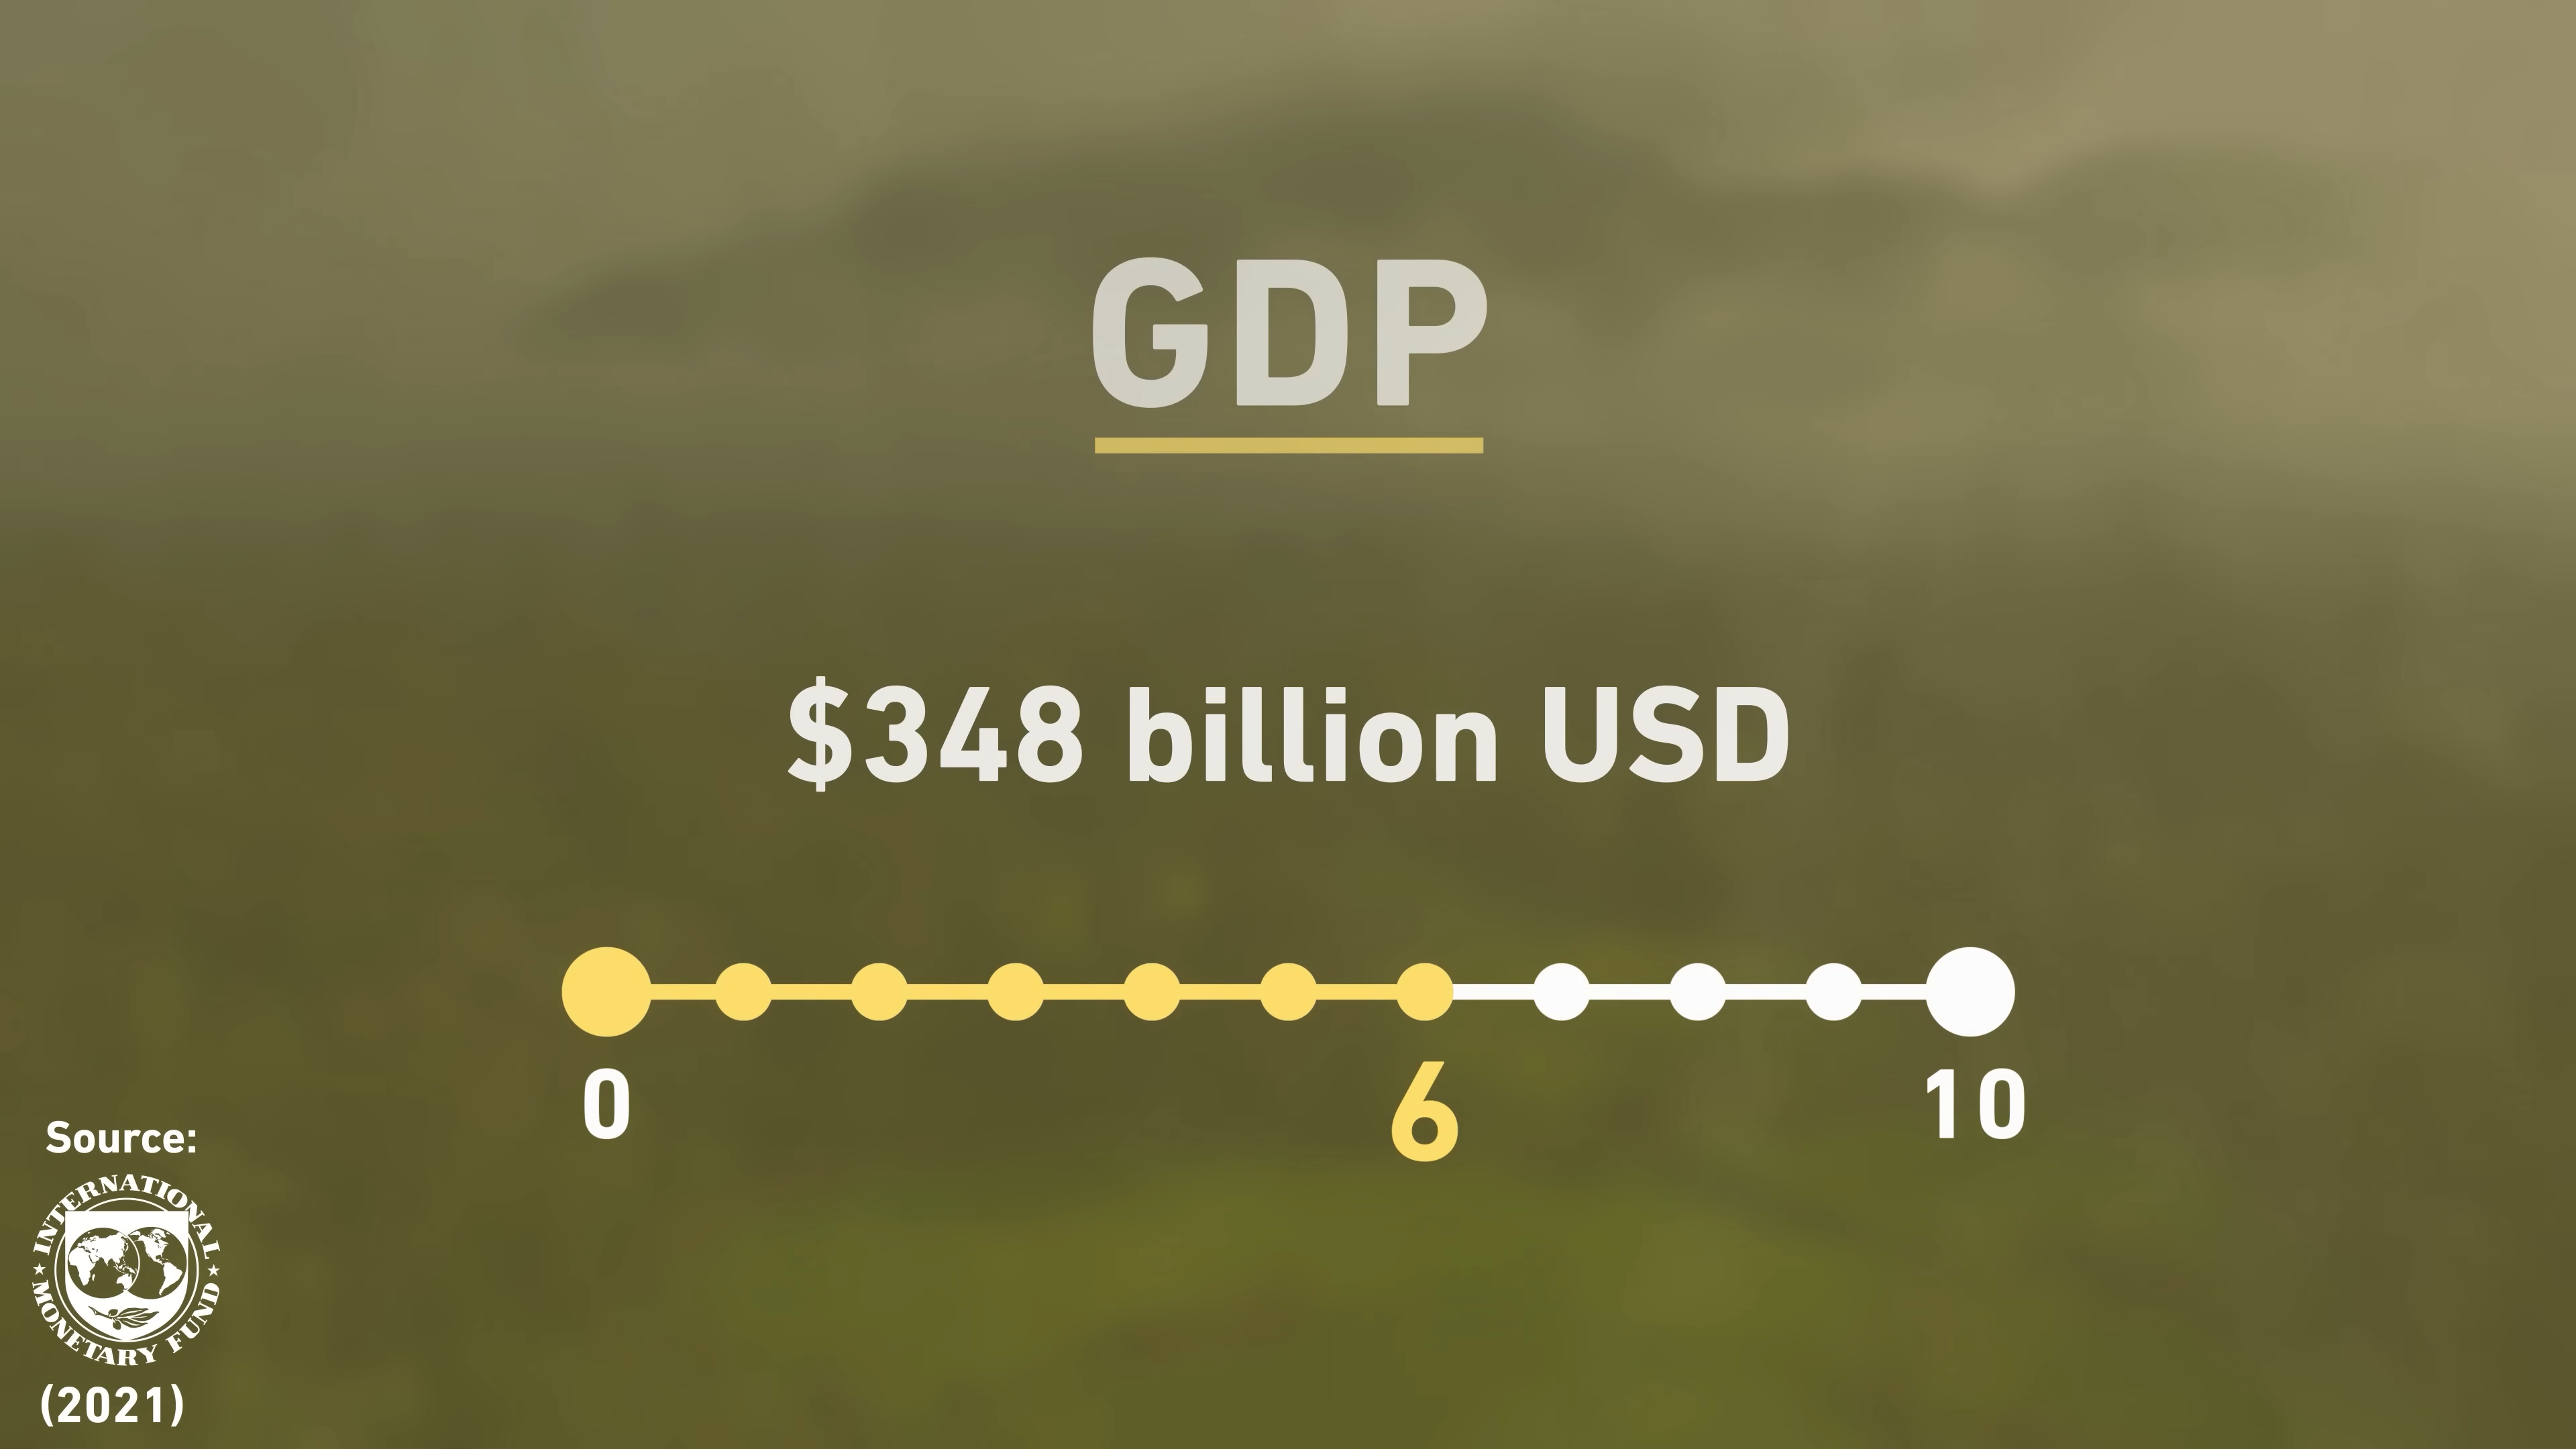 GDP
$348 billion USD
0
6
10
Source:
INTERNATIONAL
MONETARY FUND
(2021)